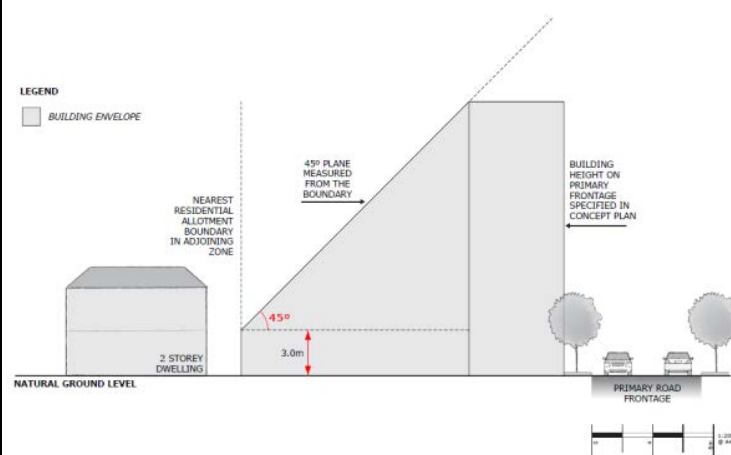 LEGEND
BUILDING ENVELOPE
45º PLANE
MEASURED
FROM THE
BOUNDARY
BUILDING
HEIGHT ON
PRIMARY
FRONTAGE
SPECIFIED IN
CONCEPT PLAN
NEAREST
RESIDENTIAL
ALLOTMENT
BOUNDARY
IN ADJOINING
ZONE
45º
3.0m
2 STOREY
DWELLING
NATURAL GROUND LEVEL
PRIMARY ROAD
FRONTAGE